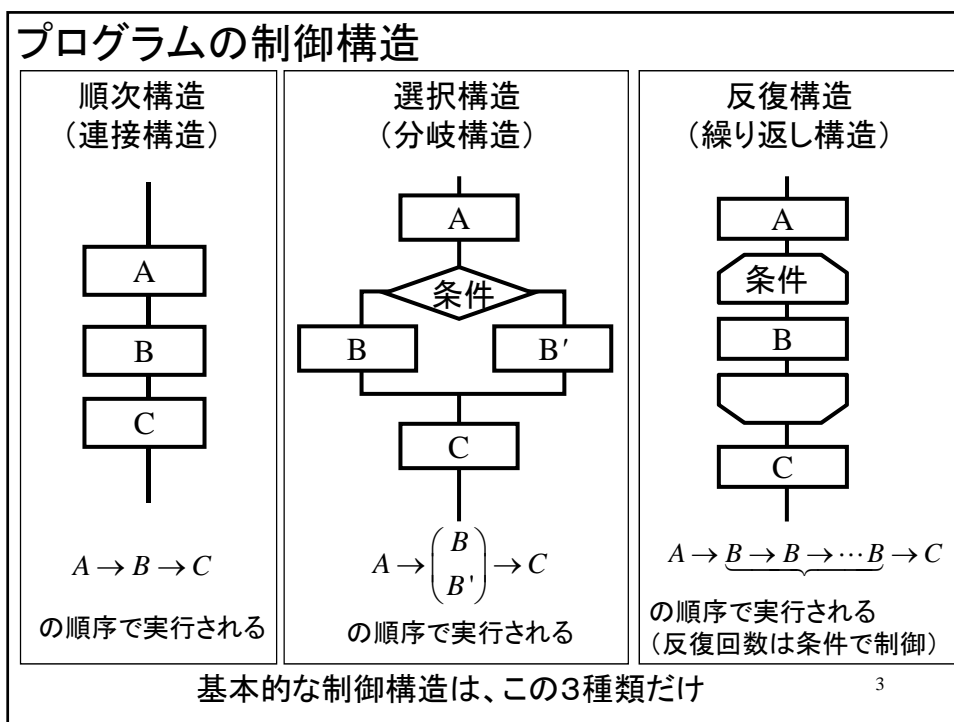 プログラムの制御構造
順次構造
(連接構造)
A
B
C
A → B → C
の順序で実行される
選択構造
(分岐構造)
A
条件
B B′
C
A → ( B
B' ) → C
の順序で実行される
反復構造
(繰り返し構造)
A
条件
B
C
A → B → B → ⋯ B → C
の順序で実行される
(反復回数は条件で制御)
基本的な制御構造は、この3種類だけ
3